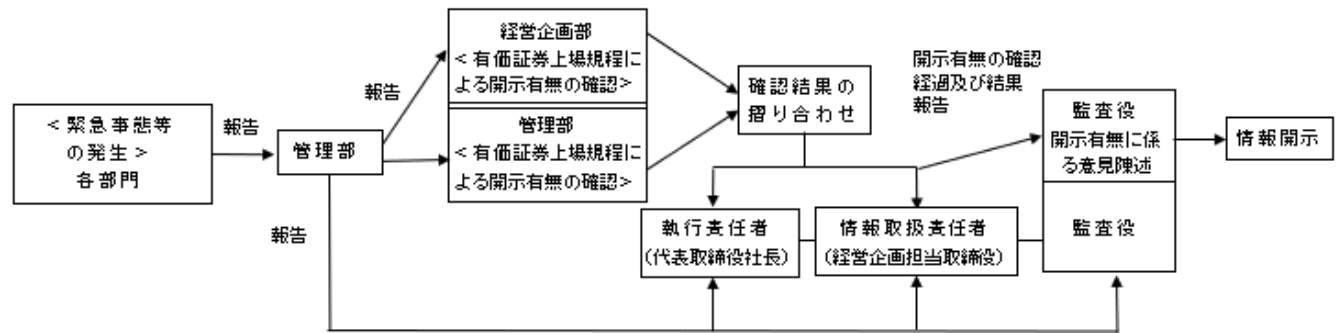 <緊急事態等
の発生>
各部門
報告
管理部
報告
報告
経営企画部
<有価証券上場規程に
よる開示有無の確認>
管理部
<有価証券上場規程に
よる開示有無の確認>
確認結果の
摺り合わせ
執行責任者
(代表取締役社長)
情報取扱責任者
(経営企画担当取締役)
開示有無の確認
経過及び結果
報告
監査役
開示有無に係
る意見陳述
監査役
情報開示